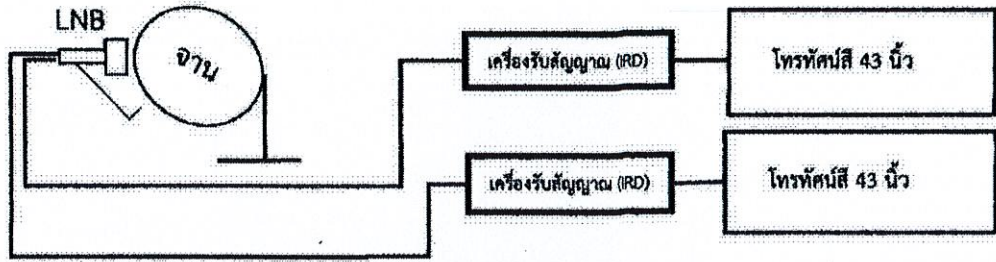 LNB
จาน
เครื่องรับสัญญาณ (IRD)
โทรทัศน์สี 43 นิ้ว
เครื่องรับสัญญาณ (IRD)
โทรทัศน์สี 43 นิ้ว